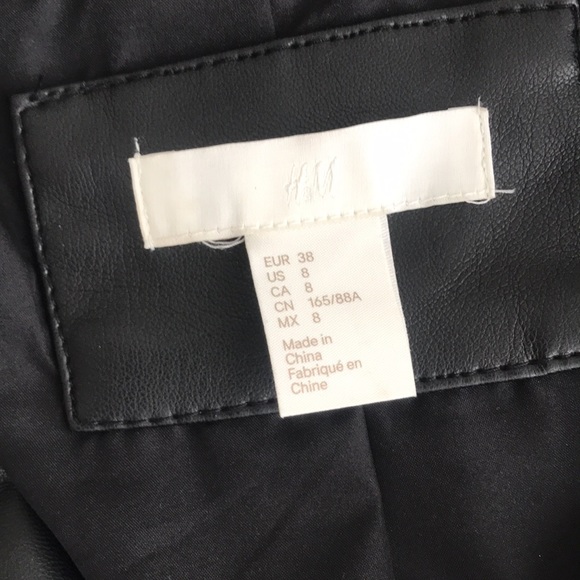 H&M
EUR 38
US 8
CA 8
CN 165/88A
MX 8
Made in
China
Fabriqué en
Chine